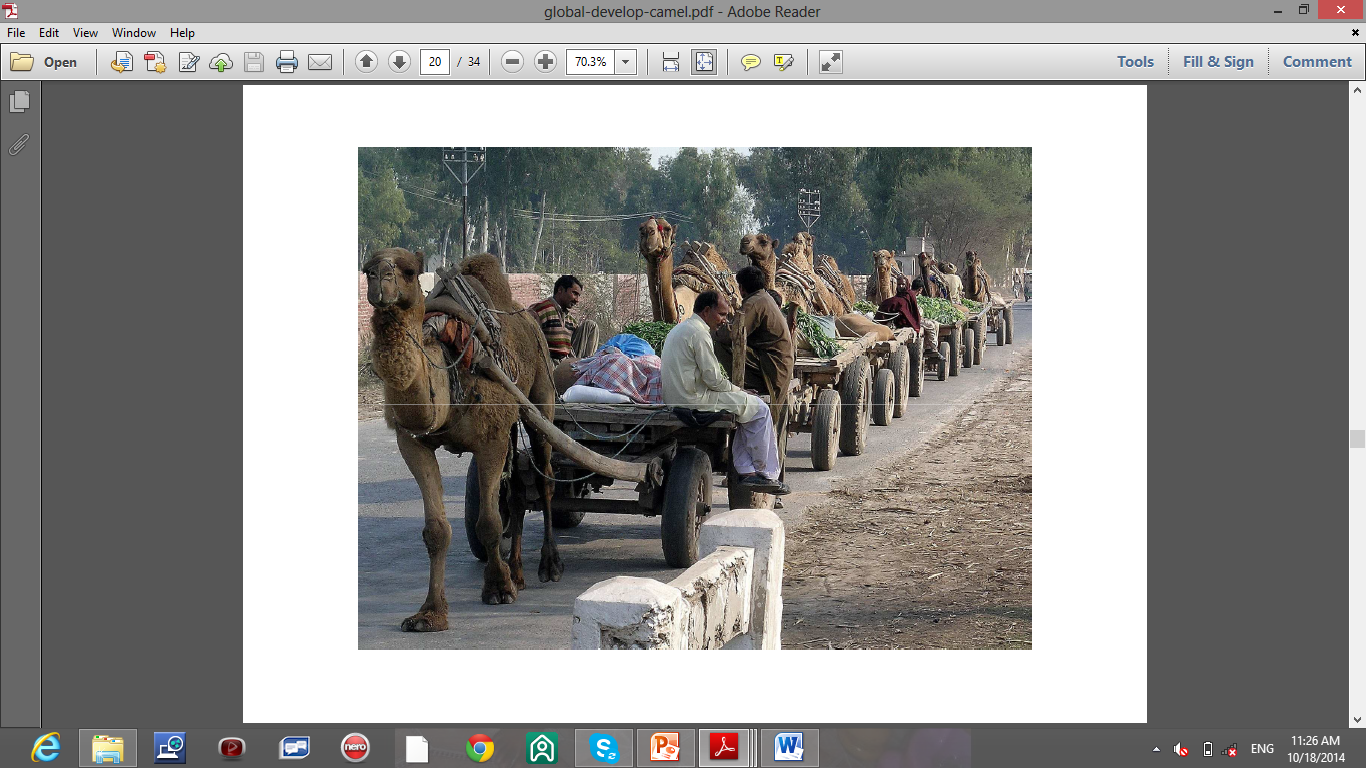 global-develop-camel.pdf - Adobe Reader
File Edit View Window Help
Open 20 / 34 70.3% Tools Fill & Sign Comment
nero
ENG 11:26 AM
10/18/2014